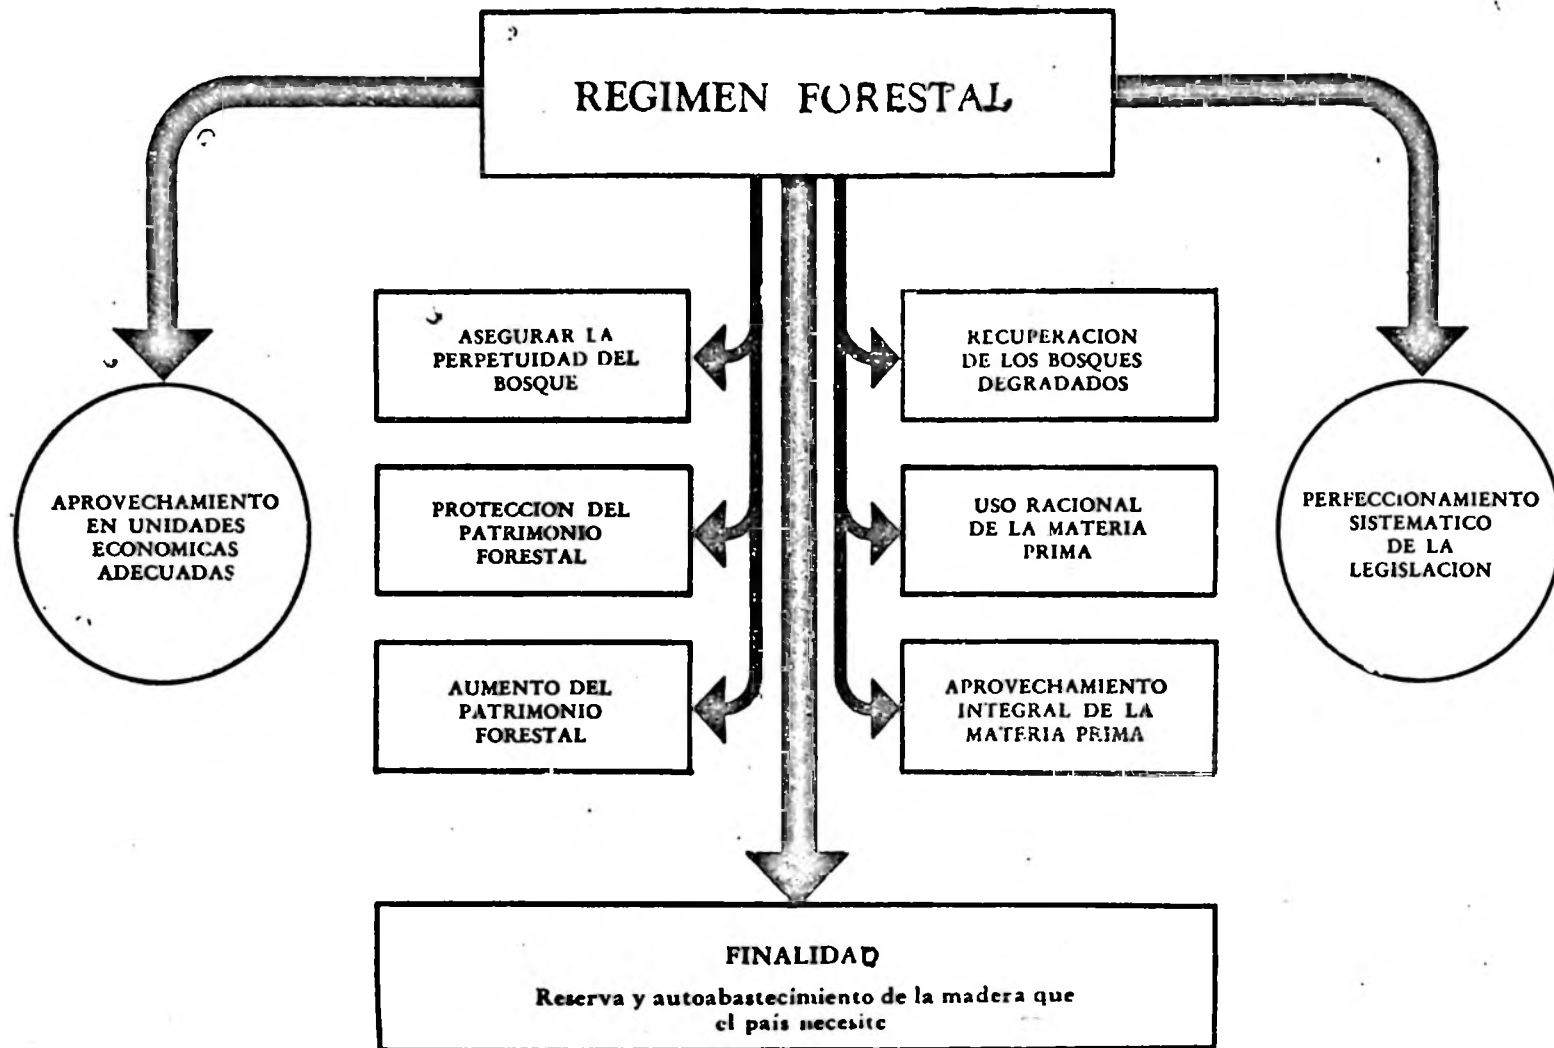 REGIMEN FORESTAL
ASEGURAR LA
PERPETUIDAD DEL
BOSQUE
RECUPERACION
DE LOS BOSQUES
DEGRADADOS
APROVECHAMIENTO
EN UNIDADES
ECONOMICAS
ADECUADAS
PROTECCION DEL
PATRIMONIO
FORESTAL
USO RACIONAL
DE LA MATERIA
PRIMA
PERFECCIONAMIENTO
SISTEMATICO
DE LA
LEGISLACION
AUMENTO DEL
PATRIMONIO
FORESTAL
APROVECHAMIENTO
INTEGRAL DE LA
MATERIA PRIMA
FINALIDAD
Reserva y autoabastecimiento de la madera que
el país necesite